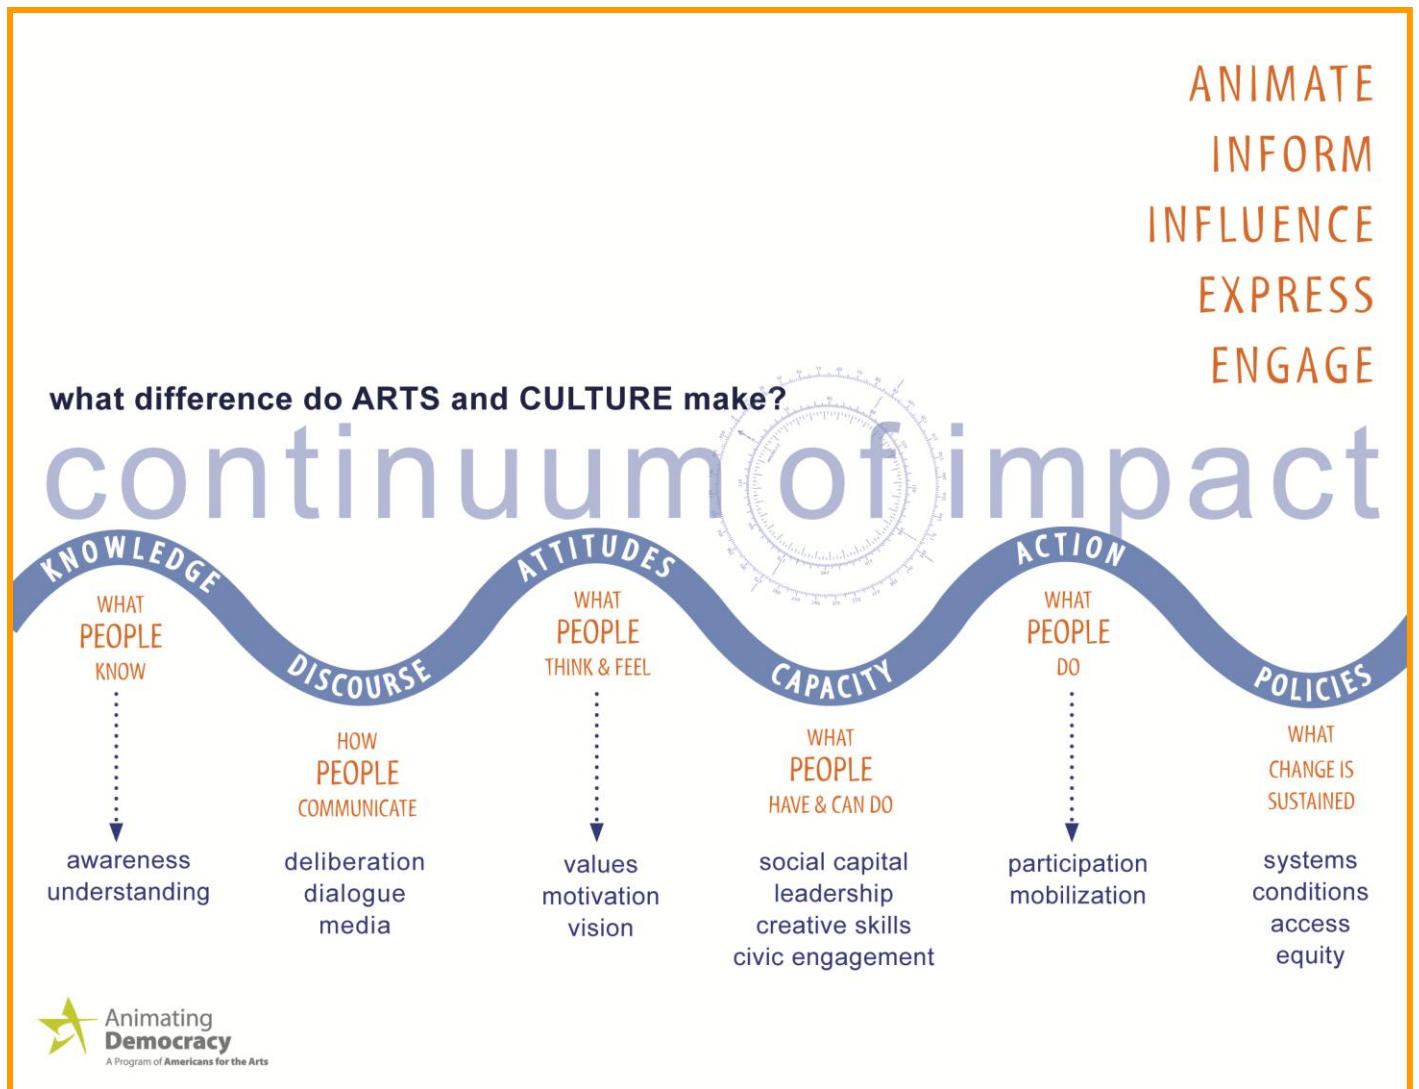 ANIMATE
INFORM
INFLUENCE
EXPRESS
ENGAGE
what difference do ARTS and CULTURE make?
continuum of impact
KNOWLEDGE
WHAT
PEOPLE
KNOW
awareness
understanding
DISCOURSE
HOW
PEOPLE
COMMUNICATE
deliberation
dialogue
media
ATTITUDES
WHAT
PEOPLE
THINK & FEEL
values
motivation
vision
CAPACITY
WHAT
PEOPLE
HAVE & CAN DO
social capital
leadership
creative skills
civic engagement
ACTION
WHAT
PEOPLE
DO
participation
mobilization
POLICIES
WHAT
CHANGE IS
SUSTAINED
systems
conditions
access
equity
Animating
Democracy
A Program of Americans for the Arts